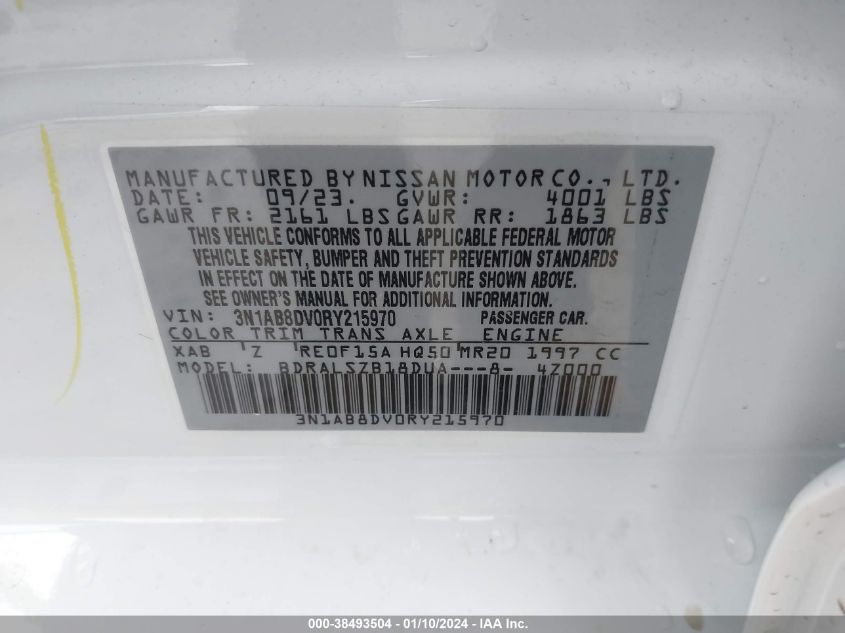 MANUFACTURED BY NISSAN MOTOR CO., LTD.
DATE: 09/23. GVWR: 4001 LBS
GAWR FR: 2161 LBS GAWR RR: 1863 LBS
THIS VEHICLE CONFORMS TO ALL APPLICABLE FEDERAL MOTOR
VEHICLE SAFETY, BUMPER AND THEFT PREVENTION STANDARDS
IN EFFECT ON THE DATE OF MANUFACTURE SHOWN ABOVE.
SEE OWNER'S MANUAL FOR ADDITIONAL INFORMATION.
VIN: 3N1AB8DV0RY215970 PASSENGER CAR.
COLOR TRIM TRANS AXLE ENGINE
XAB Z RE0F15A HQ50 MR20 1997 CC
MODEL: BDRALSZB18DUA---8- 4Z000
3N1AB8DV0RY215970
000-38493504 - 01/10/2024 - IAA Inc.